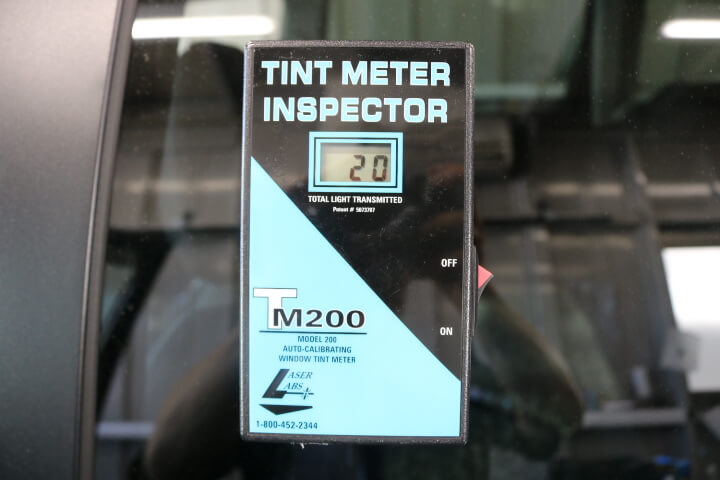 TINT METER
INSPECTOR
20
TOTAL LIGHT TRANSMITTED
Patent # 5073707
OFF
ON
TM200
MODEL 200
AUTO-CALIBRATING
WINDOW TINT METER
LASER
LABS
1-800-452-2344